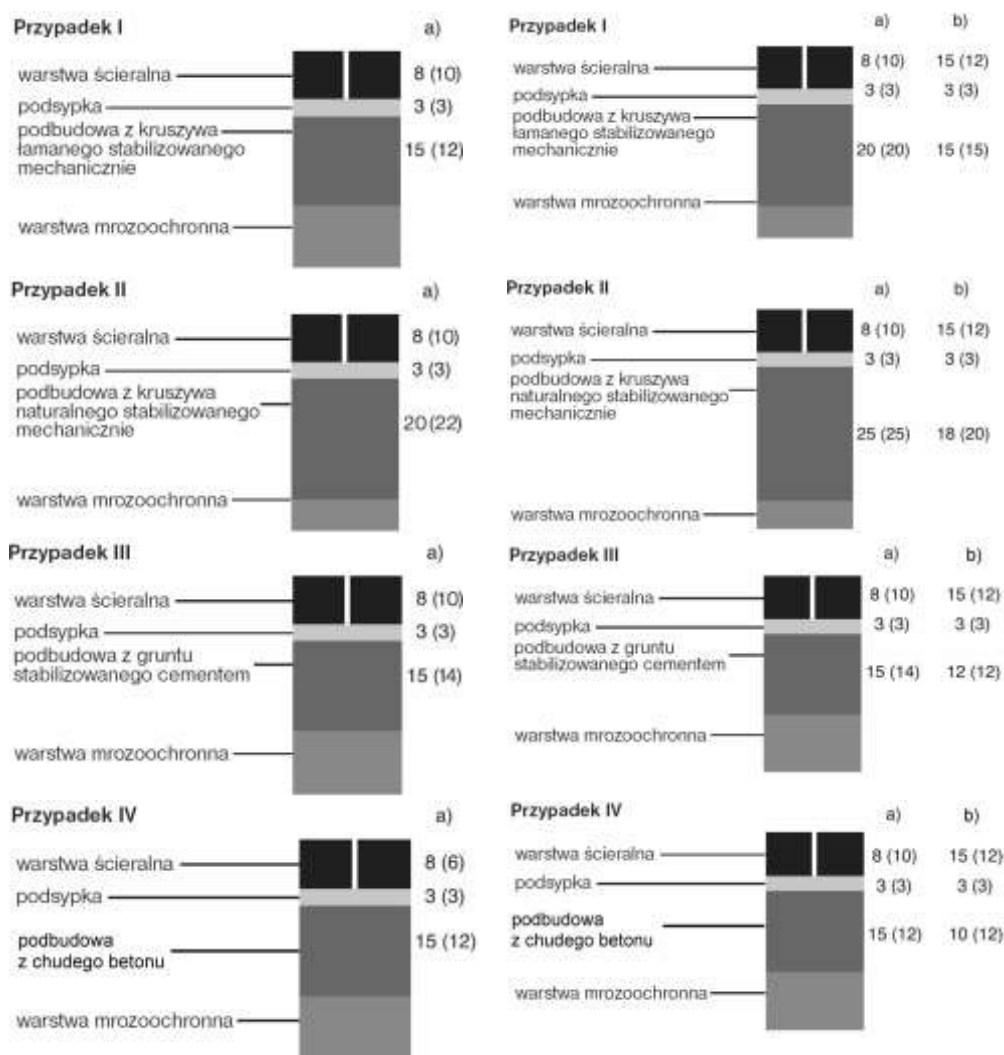 Przypadek I a)
warstwa ścieralna 8 (10)
podsypka 3 (3)
podbudowa z kruszywa
łamanego stabilizowanego 15 (12)
mechanicznie
warstwa mrozoochronna
Przypadek II a)
warstwa ścieralna 8 (10)
podsypka 3 (3)
podbudowa z kruszywa
naturalnego stabilizowanego 20 (22)
mechanicznie
warstwa mrozoochronna
Przypadek III a)
warstwa ścieralna 8 (10)
podsypka 3 (3)
podbudowa z gruntu
stabilizowanego cementem 15 (14)
warstwa mrozoochronna
Przypadek IV a)
warstwa ścieralna 8 (6)
podsypka 3 (3)
podbudowa 15 (12)
z chudego betonu
warstwa mrozoochronna
Przypadek I a) b)
warstwa ścieralna 8 (10) 15 (12)
podsypka 3 (3) 3 (3)
podbudowa z kruszywa
łamanego stabilizowanego
mechanicznie 20 (20) 15 (15)
warstwa mrozoochronna
Przypadek II a) b)
warstwa ścieralna 8 (10) 15 (12)
podsypka 3 (3) 3 (3)
podbudowa z kruszywa
naturalnego stabilizowanego
mechanicznie
25 (25) 18 (20)
warstwa mrozoochronna
Przypadek III a) b)
warstwa ścieralna 8 (10) 15 (12)
podsypka 3 (3) 3 (3)
podbudowa z gruntu
stabilizowanego cementem 15 (14) 12 (12)
warstwa mrozoochronna
Przypadek IV a) b)
warstwa ścieralna 8 (10) 15 (12)
podsypka 3 (3) 3 (3)
podbudowa
z chudego betonu 15 (12) 10 (12)
warstwa mrozoochronna